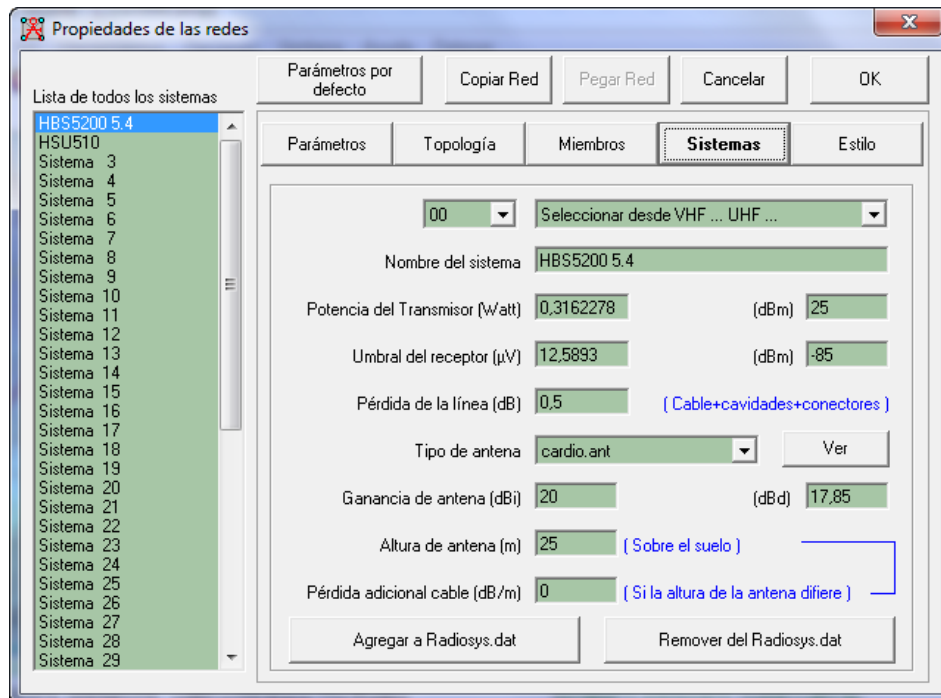 Propiedades de las redes
Lista de todos los sistemas
HBS5200 5.4
HSU510
Sistema 3
Sistema 4
Sistema 5
Sistema 6
Sistema 7
Sistema 8
Sistema 9
Sistema 10
Sistema 11
Sistema 12
Sistema 13
Sistema 14
Sistema 15
Sistema 16
Sistema 17
Sistema 18
Sistema 19
Sistema 20
Sistema 21
Sistema 22
Sistema 23
Sistema 24
Sistema 25
Sistema 26
Sistema 27
Sistema 28
Sistema 29
Parámetros por
defecto
Copiar Red
Pegar Red
Cancelar
OK
Parámetros
Topología
Miembros
Sistemas
Estilo
00
Seleccionar desde VHF ... UHF ...
Nombre del sistema HBS5200 5.4
Potencia del Transmisor (Watt) 0,3162278 (dBm) 25
Umbral del receptor (µV) 12,5893 (dBm) -85
Pérdida de la línea (dB) 0,5 ( Cable+cavidades+conectores )
Tipo de antena cardio.ant Ver
Ganancia de antena (dBi) 20 (dBd) 17,85
Altura de antena (m) 25 ( Sobre el suelo )
Pérdida adicional cable (dB/m) 0 ( Si la altura de la antena difiere )
Agregar a Radiosys.dat
Remover del Radiosys.dat